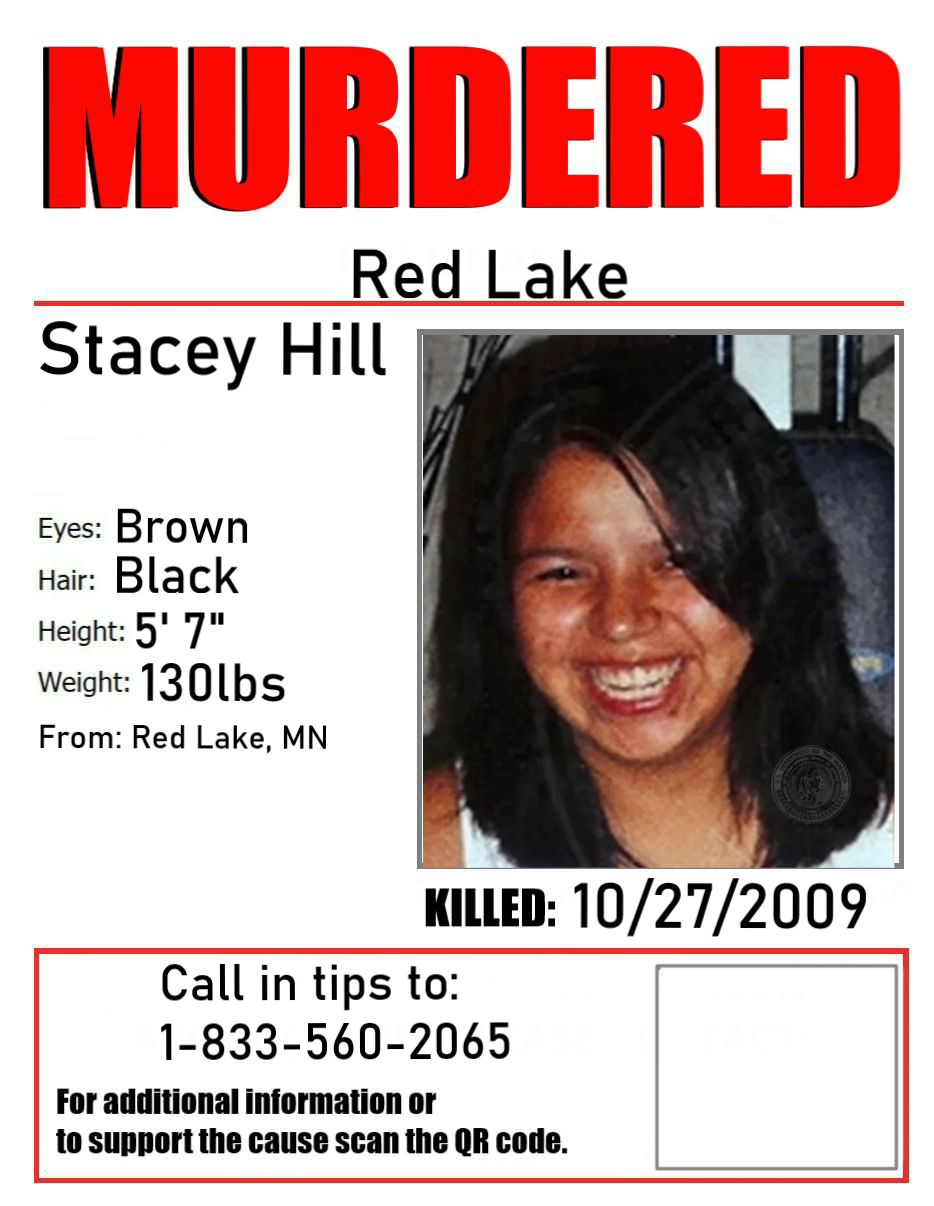 MURDERED
Red Lake
Stacey Hill
Eyes: Brown
Hair: Black
Height: 5' 7"
Weight: 130lbs
From: Red Lake, MN
KILLED: 10/27/2009
Call in tips to:
1-833-560-2065
For additional information or
to support the cause scan the QR code.